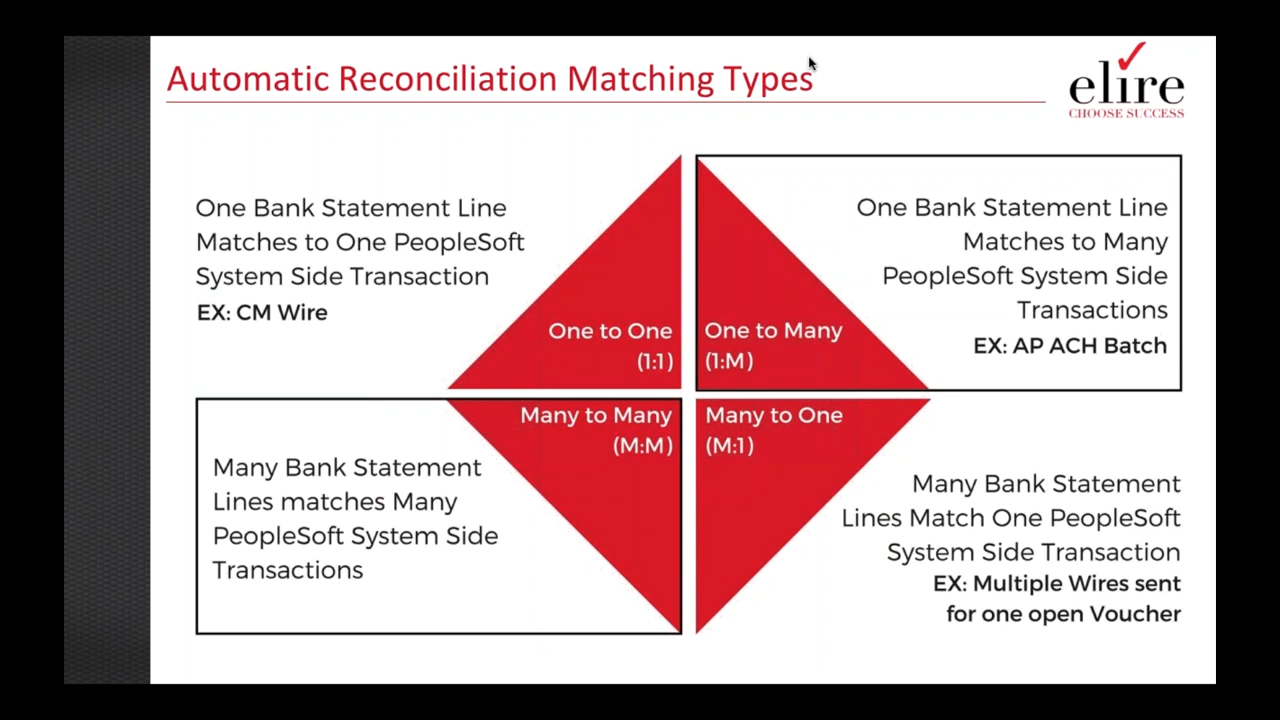 Automatic Reconciliation Matching Types
elire
CHOOSE SUCCESS
One Bank Statement Line
Matches to One PeopleSoft
System Side Transaction
EX: CM Wire
One to One
(1:1)
One Bank Statement Line
Matches to Many
PeopleSoft System Side
Transactions
EX: AP ACH Batch
One to Many
(1:M)
Many to Many
(M:M)
Many Bank Statement
Lines matches Many
PeopleSoft System Side
Transactions
Many to One
(M:1)
Many Bank Statement
Lines Match One PeopleSoft
System Side Transaction
EX: Multiple Wires sent
for one open Voucher